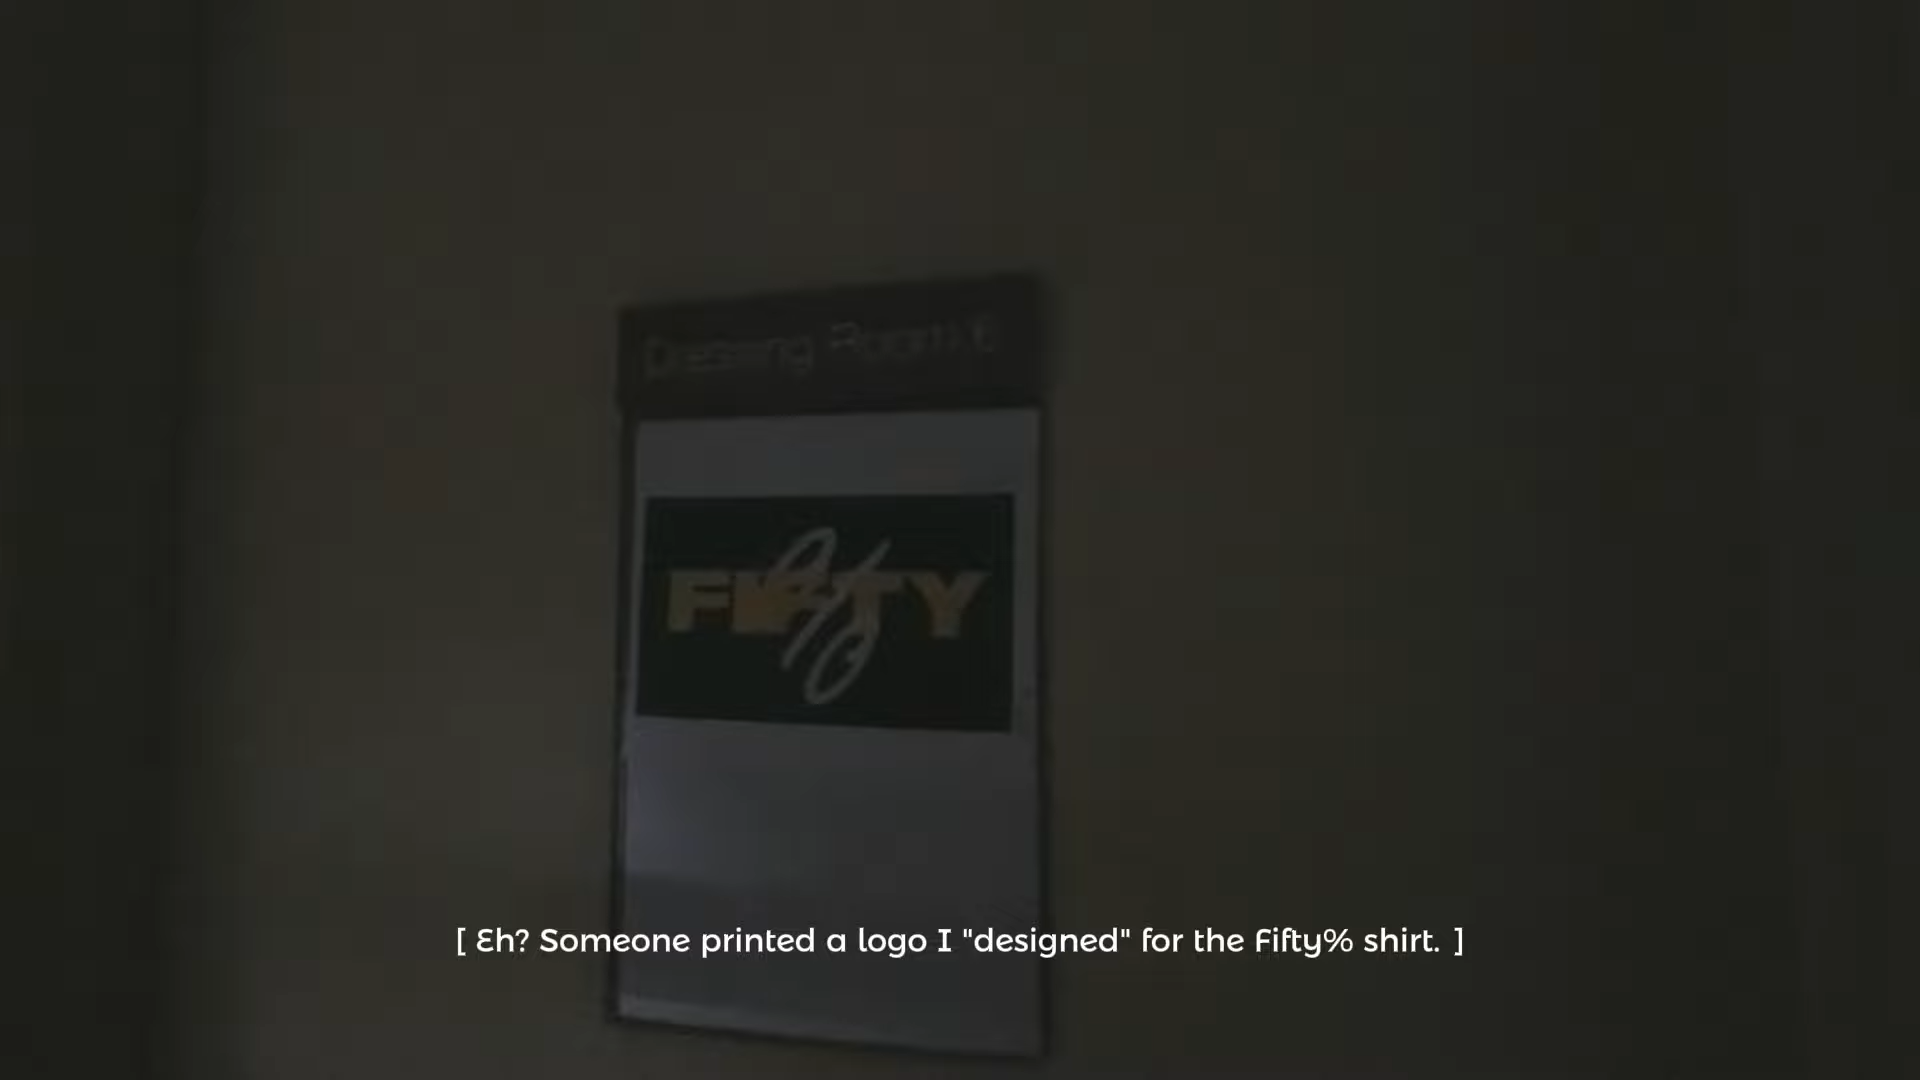 Dressing Room 6
FIFTY
[ Eh? Someone printed a logo I "designed" for the Fifty% shirt. ]